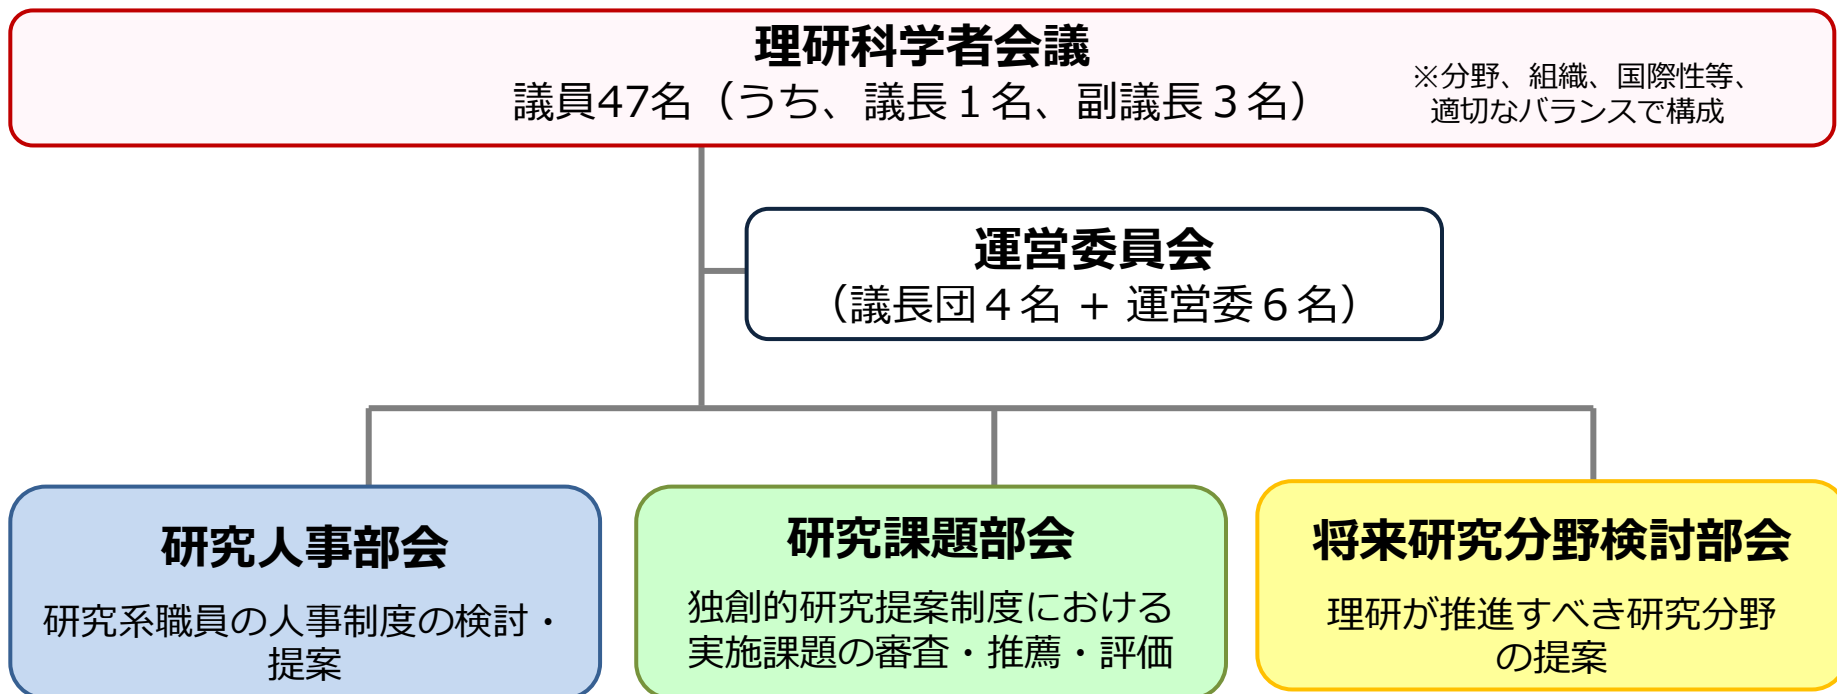 理研科学者会議
議員47名（うち、議長１名、副議長３名）
※分野、組織、国際性等、
適切なバランスで構成
運営委員会
（議長団４名 + 運営委６名）
研究人事部会
研究系職員の人事制度の検討・
提案
研究課題部会
独創的研究提案制度における
実施課題の審査・推薦・評価
将来研究分野検討部会
理研が推進すべき研究分野
の提案